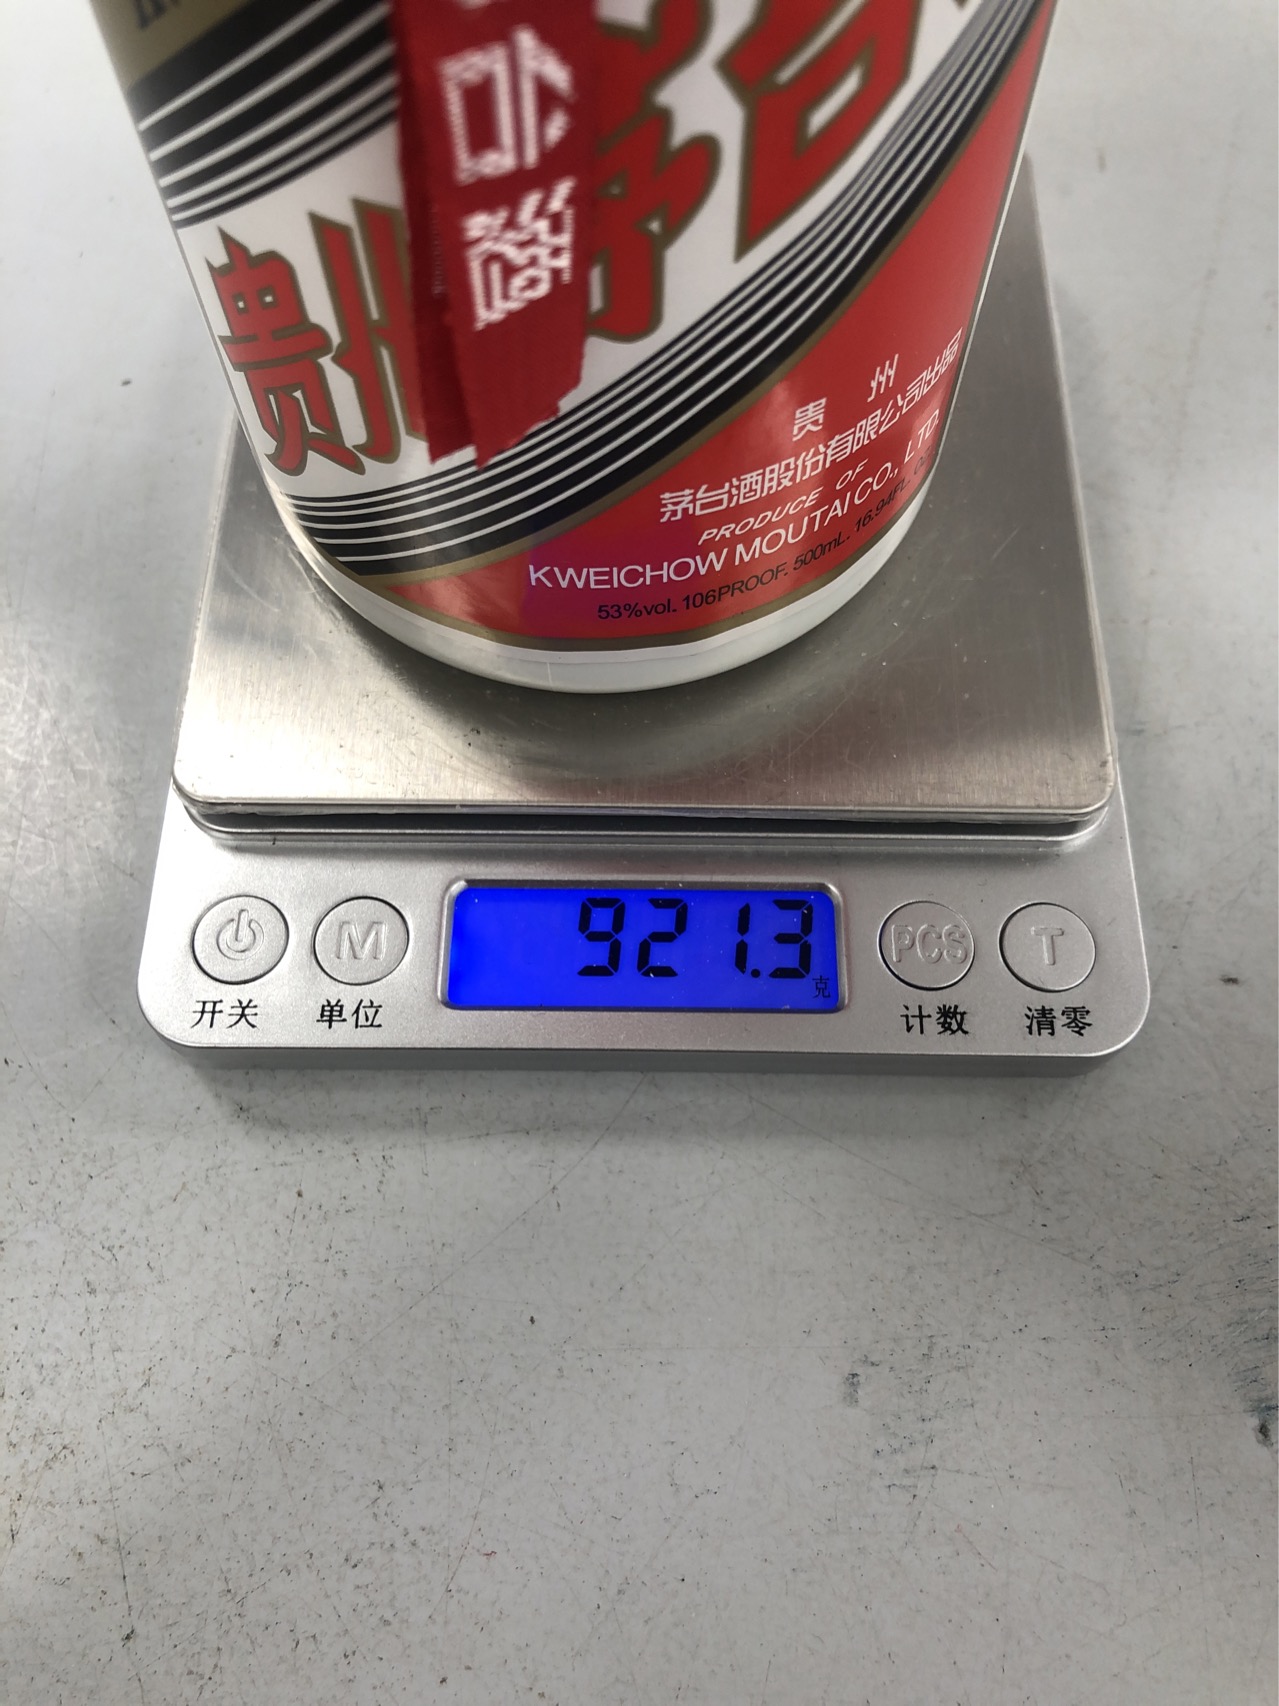 贵州茅台
贵 州
茅台酒股份有限公司出品
PRODUCE OF
KWEICHOW MOUTAI CO., LTD.
53%vol. 106PROOF. 500mL. 16.94FL.
921.3
克
M
PCS
T
开关
单位
计数
清零